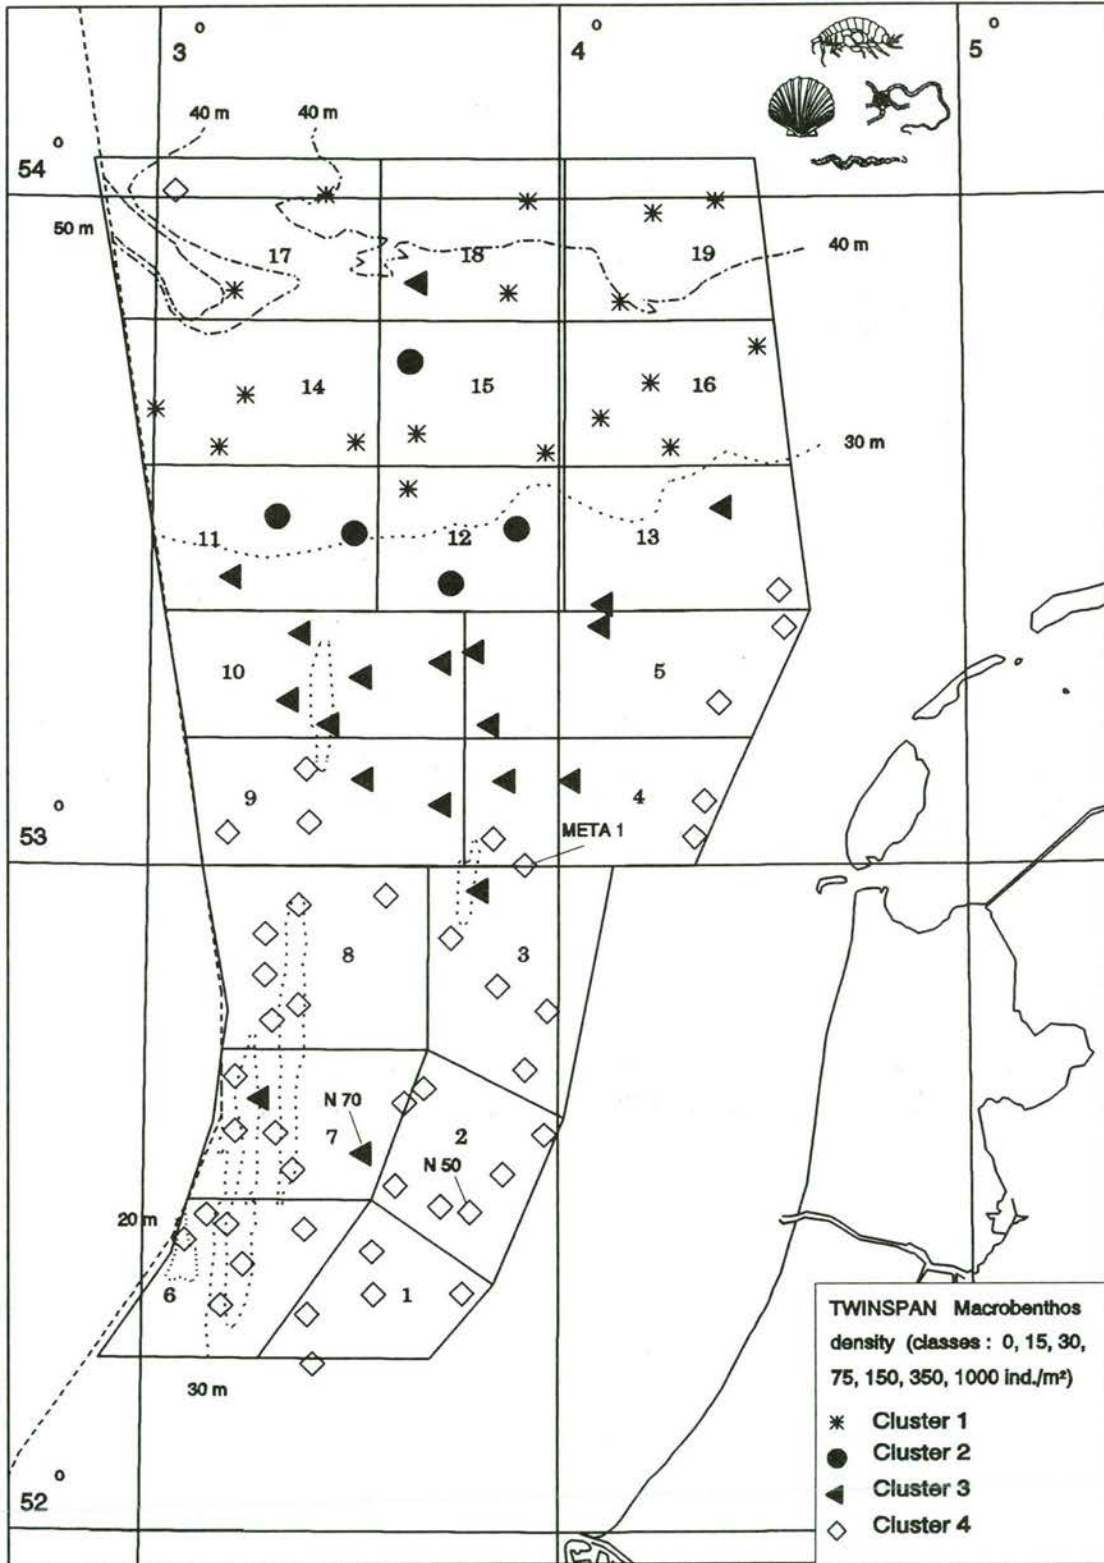 o
3
o
4
o
5
40 m
40 m
o
54
50 m
17
18
19
40 m
14
15
16
30 m
11
12
13
10
5
9
4
o
53
META 1
8
3
N 70
7
2
N 50
20 m
6
1
30 m
TWINSPAN Macrobenthos
density (classes : 0, 15, 30,
75, 150, 350, 1000 ind./m²)
Cluster 1
Cluster 2
Cluster 3
Cluster 4
o
52